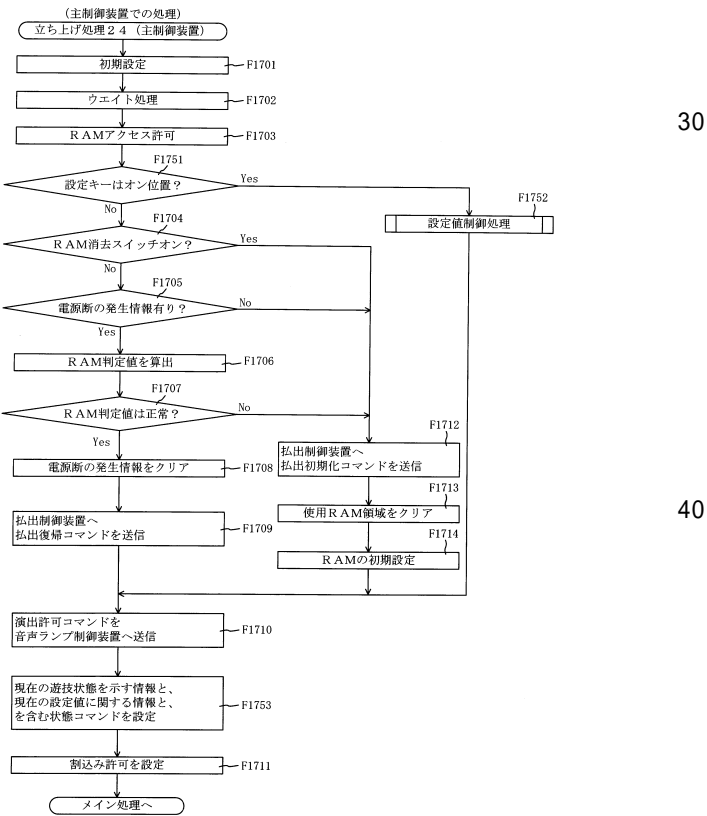 (主制御装置での処理)
立ち上げ処理24 (主制御装置)
初期設定
F1701
ウエイト処理
F1702
RAMアクセス許可
F1703
30
F1751
設定キーはオン位置?
Yes
No
F1752
設定値制御処理
F1704
RAM消去スイッチオン?
Yes
No
F1705
電源断の発生情報有り?
No
Yes
RAM判定値を算出
F1706
F1707
RAM判定値は正常?
No
Yes
F1712
払出制御装置へ
払出初期化コマンドを送信
電源断の発生情報をクリア
F1708
F1713
使用RAM領域をクリア
払出制御装置へ
払出復帰コマンドを送信
F1709
40
F1714
RAMの初期設定
演出許可コマンドを
音声ランプ制御装置へ送信
F1710
現在の遊技状態を示す情報と、
現在の設定値に関する情報と、
を含む状態コマンドを設定
F1753
割込み許可を設定
F1711
メイン処理へ